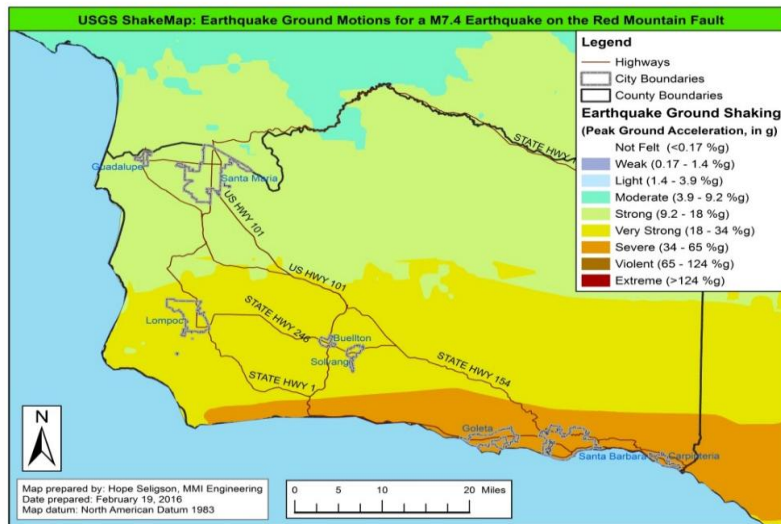 USGS ShakeMap: Earthquake Ground Motions for a M7.4 Earthquake on the Red Mountain Fault
Legend
Highways
City Boundaries
County Boundaries
Earthquake Ground Shaking
(Peak Ground Acceleration, in g)
Not Felt (<0.17 %g)
Weak (0.17 - 1.4 %g)
Light (1.4 - 3.9 %g)
Moderate (3.9 - 9.2 %g)
Strong (9.2 - 18 %g)
Very Strong (18 - 34 %g)
Severe (34 - 65 %g)
Violent (65 - 124 %g)
Extreme (>124 %g)
STATE HWY
Guadalupe
Santa Maria
US HWY 101
US HWY 101
Lompoc
STATE HWY 246
Buellton
Solvang
STATE HWY 1
STATE HWY 154
Goleta
Santa Barbara
Carpinteria
N
Map prepared by: Hope Seligson, MMI Engineering
Date prepared: February 19, 2016
Map datum: North American Datum 1983
0 5 10 20 Miles